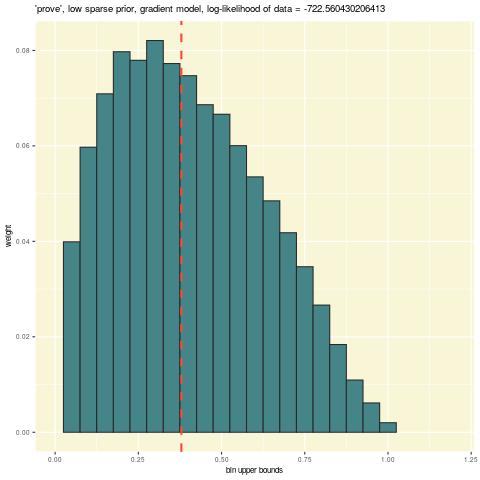 'prove', low sparse prior, gradient model, log-likelihood of data = -722.560430206413
0.08
0.06
0.04
0.02
0.00
weight
0.00 0.25 0.50 0.75 1.00 1.25
bin upper bounds